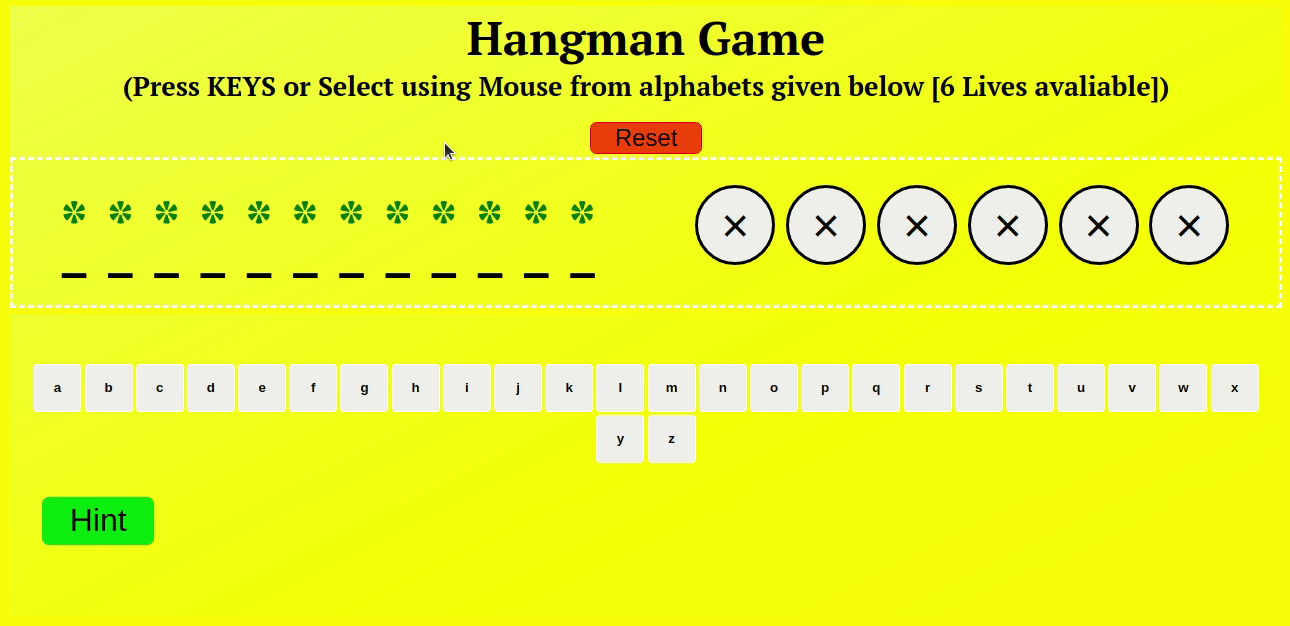 Hangman Game
(Press KEYS or Select using Mouse from alphabets given below [6 Lives avaliable])
Reset
* * * * * * * * * * * *
_ _ _ _ _ _ _ _ _ _ _ _
× × × × × ×
a b c d e f g h i j k l m n o p q r s t u v w x
y z
Hint